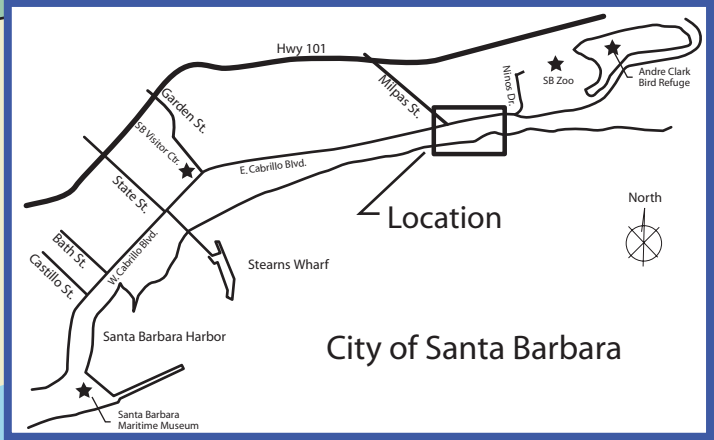 Hwy 101
Milpas St.
Ninos Dr.
SB Zoo
Andre Clark
Bird Refuge
Garden St.
SB Visitor Ctr.
E. Cabrillo Blvd.
State St.
Location
North
Bath St.
Castillo St.
W. Cabrillo Blvd.
Stearns Wharf
Santa Barbara Harbor
City of Santa Barbara
Santa Barbara
Maritime Museum